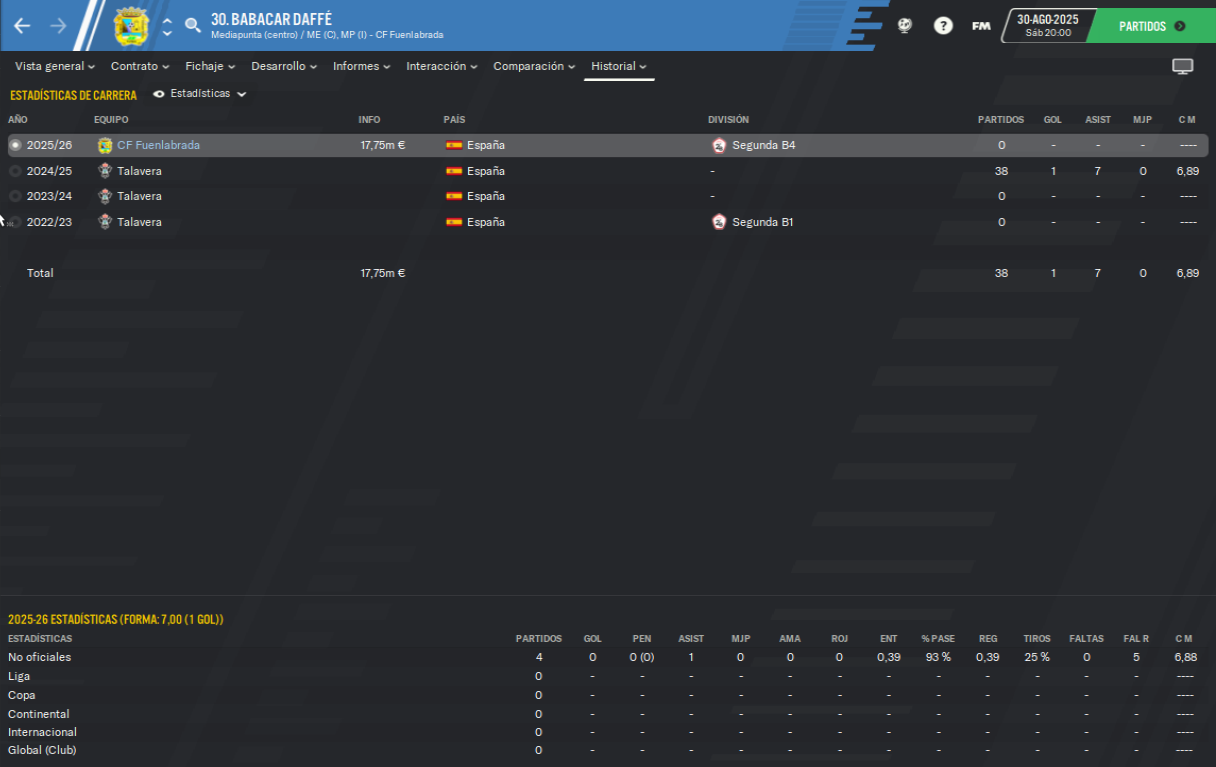 30. BABACAR DAFFÉ
Mediapunta (centro) / ME (C), MP (I) - CF Fuenlabrada
? FM 30-AGO-2025 PARTIDOS
Sáb 20:00
Vista general Contrato Fichaje Desarrollo Informes Interacción Comparación Historial
ESTADÍSTICAS DE CARRERA Estadísticas
AÑO EQUIPO INFO PAÍS DIVISIÓN PARTIDOS GOL ASIST MJP C M
2025/26 CF Fuenlabrada 17,75m € España Segunda B4 0 - - - ----
2024/25 Talavera España - 38 1 7 0 6,89
2023/24 Talavera España - 0 - - - ----
2022/23 Talavera España Segunda B1 0 - - - ----
Total 17,75m € 38 1 7 0 6,89
2025-26 ESTADÍSTICAS (FORMA: 7,00 (1 GOL))
ESTADÍSTICAS PARTIDOS GOL PEN ASIST MJP AMA ROJ ENT % PASE REG TIROS FALTAS FAL R C M
No oficiales 4 0 0 (0) 1 0 0 0 0,39 93 % 0,39 25 % 0 5 6,88
Liga 0 - - - - - - - - - - - - ----
Copa 0 - - - - - - - - - - - - ----
Continental 0 - - - - - - - - - - - - ----
Internacional 0 - - - - - - - - - - - - ----
Global (Club) 0 - - - - - - - - - - - - ----